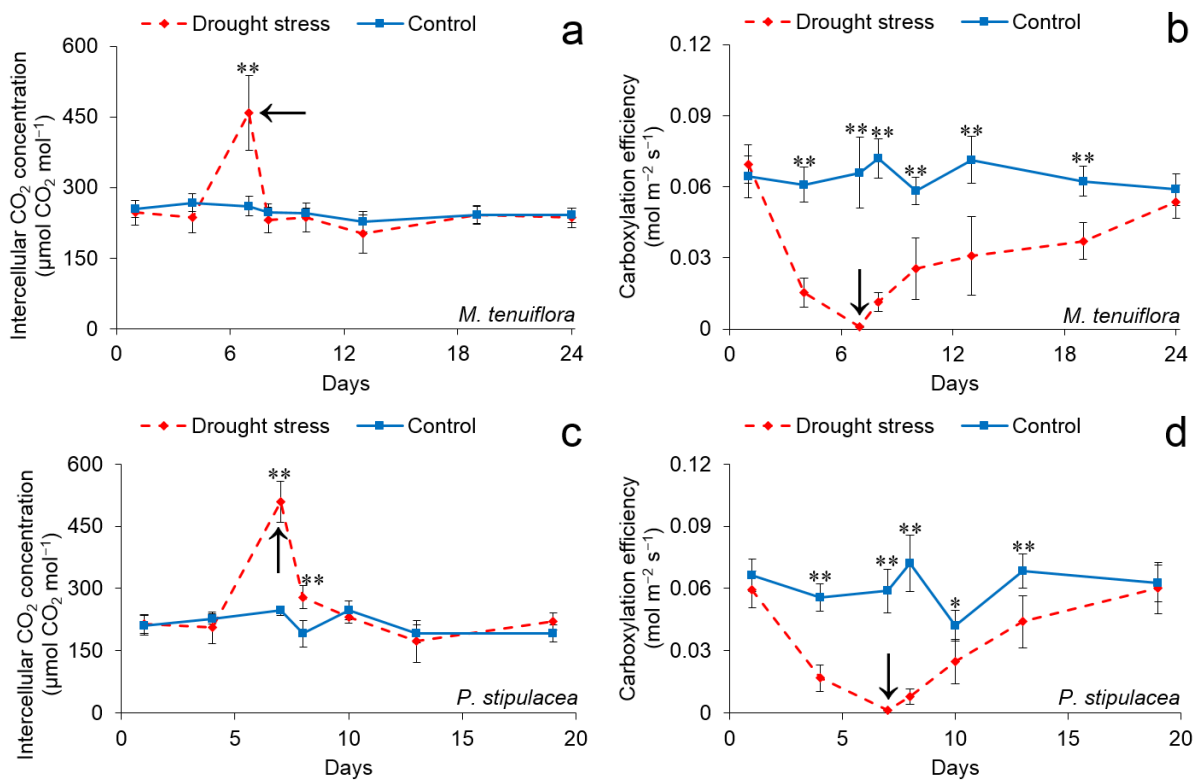 Drought stress Control
a
Intercellular CO₂ concentration
(µmol CO₂ mol⁻¹)
600
450
300
150
0
**
M. tenuiflora
0 6 12 18 24
Days
Drought stress Control
b
Carboxylation efficiency
(mol m⁻² s⁻¹)
0.12
0.09
0.06
0.03
0
** ** ** ** ** **
M. tenuiflora
0 6 12 18 24
Days
Drought stress Control
c
Intercellular CO₂ concentration
(µmol CO₂ mol⁻¹)
600
450
300
150
0
**
**
P. stipulacea
0 5 10 15 20
Days
Drought stress Control
d
Carboxylation efficiency
(mol m⁻² s⁻¹)
0.12
0.09
0.06
0.03
0
** ** ** * **
P. stipulacea
0 5 10 15 20
Days